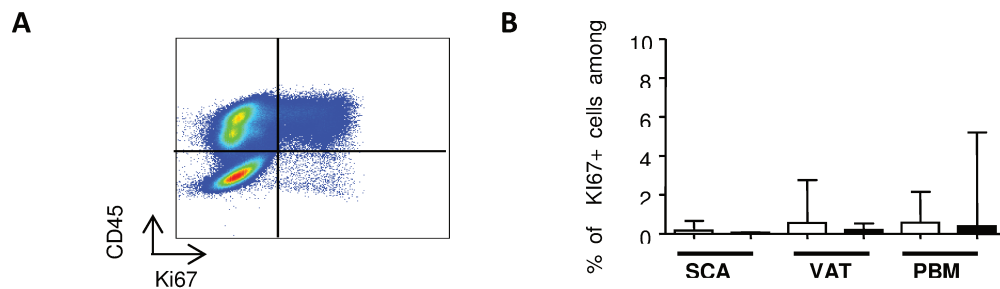 A
CD45
Ki67
B
% of KI67+ cells among
10
8
6
4
2
0
SCA
VAT
PBM